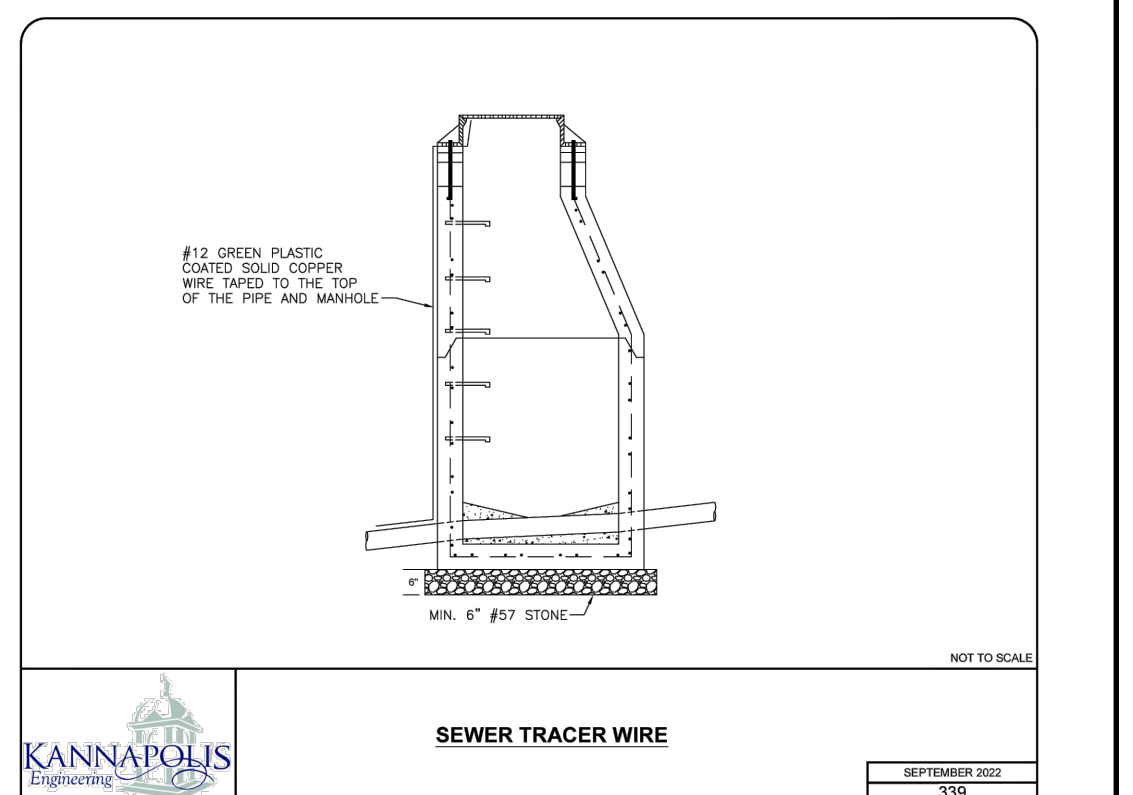 #12 GREEN PLASTIC
COATED SOLID COPPER
WIRE TAPED TO THE TOP
OF THE PIPE AND MANHOLE
6"
MIN. 6" #57 STONE
NOT TO SCALE
KANNAPOLIS
Engineering
SEWER TRACER WIRE
SEPTEMBER 2022
339